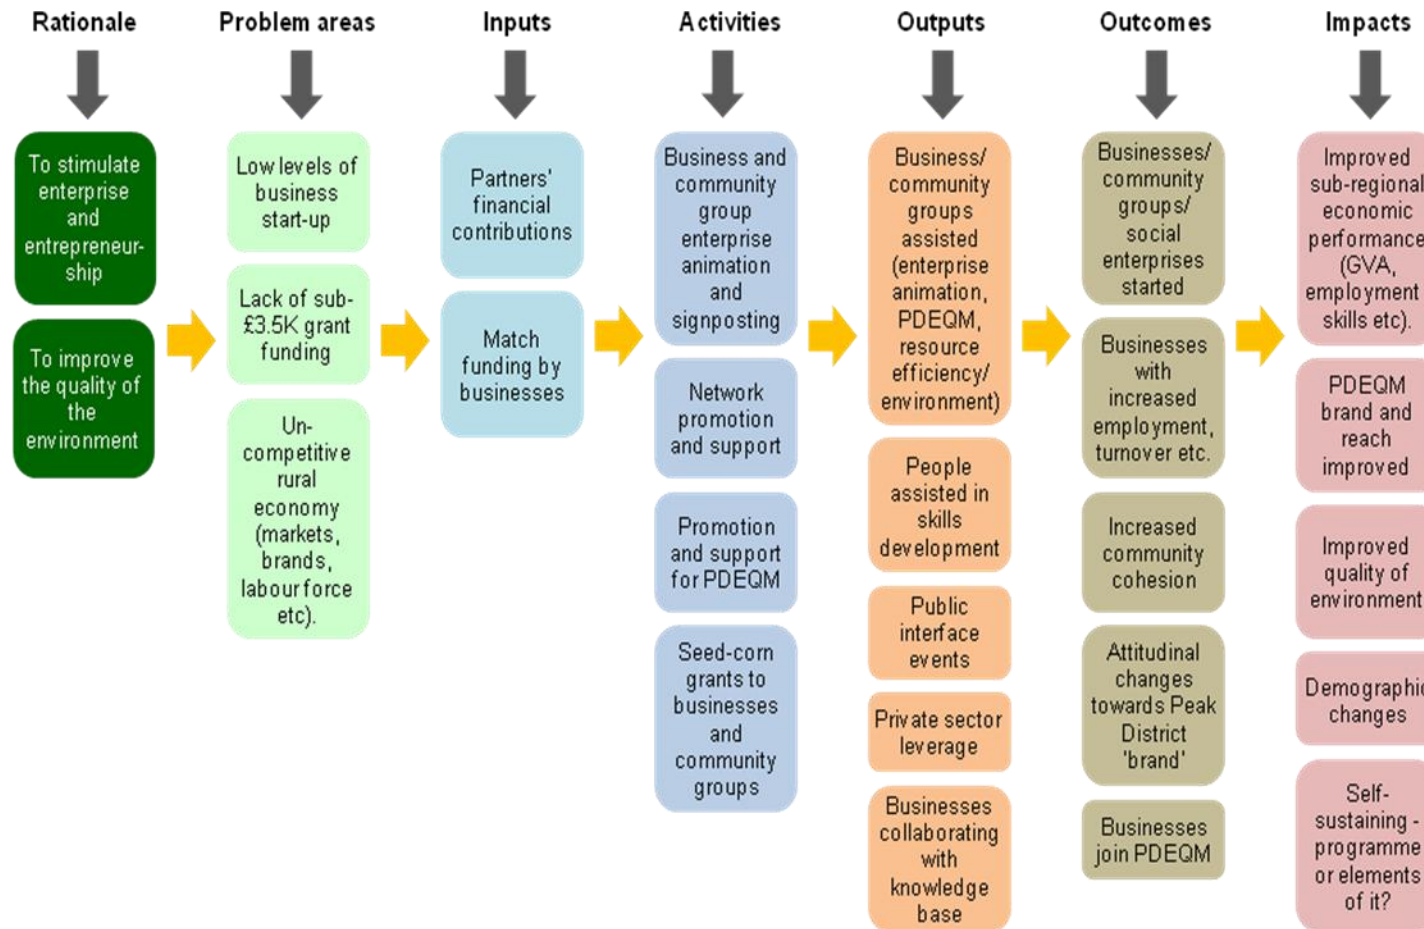 Rationale
Problem areas
Inputs
Activities
Outputs
Outcomes
Impacts
To stimulate
enterprise
and
entrepreneur-
ship
To improve
the quality of
the
environment
Low levels of
business
start-up
Lack of sub-
£3.5K grant
funding
Un-
competitive
rural
economy
(markets,
brands,
labour force
etc).
Partners'
financial
contributions
Match
funding by
businesses
Business and
community
group
enterprise
animation
and
signposting
Network
promotion
and support
Promotion
and support
for PDEQM
Seed-corn
grants to
businesses
and
community
groups
Business/
community
groups
assisted
(enterprise
animation,
PDEQM,
resource
efficiency/
environment)
People
assisted in
skills
development
Public
interface
events
Private sector
leverage
Businesses
collaborating
with
knowledge
base
Businesses/
community
groups/
social
enterprises
started
Businesses
with
increased
employment,
turnover etc.
Increased
community
cohesion
Attitudinal
changes
towards Peak
District
'brand'
Businesses
join PDEQM
Improved
sub-regional
economic
performance
(GVA,
employment
skills etc).
PDEQM
brand and
reach
improved
Improved
quality of
environment
Demographic
changes
Self-
sustaining -
programme
or elements
of it?